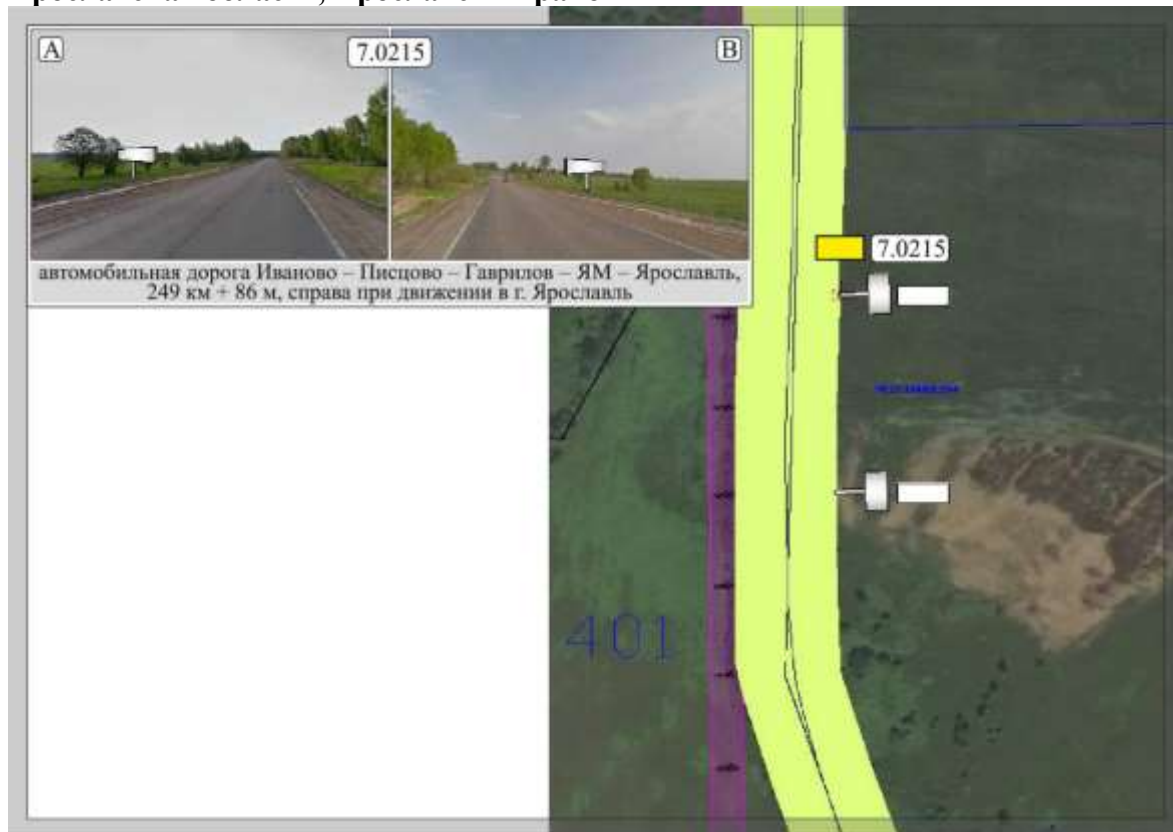 A
7.0215
B
автомобильная дорога Иваново – Писцово – Гаврилов – ЯМ – Ярославль,
249 км + 86 м, справа при движении в г. Ярославль
7.0215
401